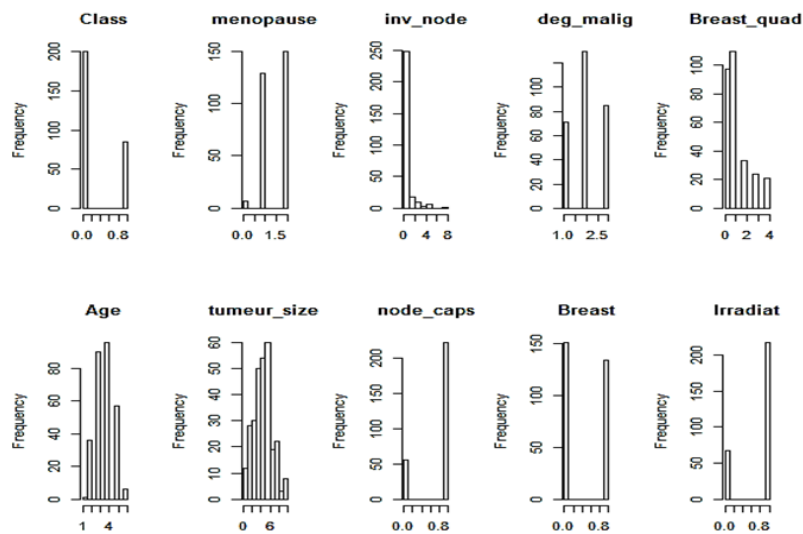 Class menopause inv_node deg_malig Breast_quad
Frequency 0 50 100 150 200
0.0 0.8
Frequency 0 50 100 150
0.0 1.5
Frequency 0 50 100 150 200 250
0 4 8
Frequency 0 20 40 60 80 100
1.0 2.5
Frequency 0 20 40 60 80 100
0 2 4
Age tumeur_size node_caps Breast Irradiat
Frequency 0 20 40 60 80
1 4
Frequency 0 10 20 30 40 50 60
0 6
Frequency 0 50 100 150 200
0.0 0.8
Frequency 0 50 100 150
0.0 0.8
Frequency 0 50 100 150 200
0.0 0.8